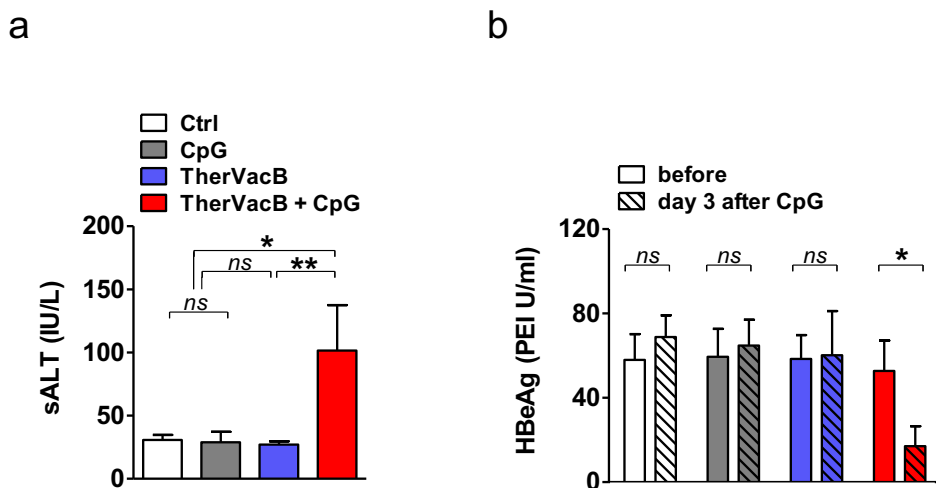 a
b
Ctrl
CpG
TherVacB
TherVacB + CpG
before
day 3 after CpG
sALT (IU/L)
200
150
100
50
0
*
ns
**
ns
HBeAg (PEI U/ml)
120
80
40
0
ns
ns
ns
*